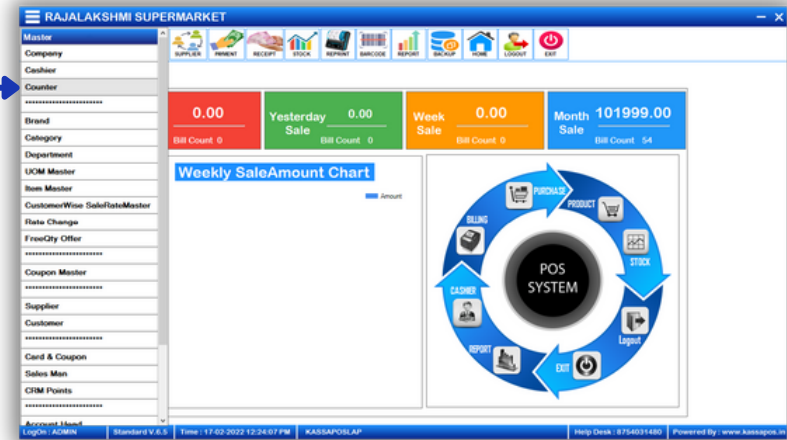 RAJALAKSHMI SUPERMARKET
Master
Company
Cashier
Counter
************************
Brand
Category
Department
UOM Master
Item Master
CustomerWise SaleRateMaster
Rate Change
FreeQty Offer
************************
Coupon Master
************************
Supplier
Customer
************************
Card & Coupon
Sales Man
CRM Points
************************
Account Head
SUPPLIER PAYMENT RECEIPT STOCK REPRINT BARCODE REPORT BACKUP HOME LOGOUT EXIT
0.00
Bill Count 0
Yesterday Sale 0.00
Bill Count 0
Week Sale 0.00
Bill Count 0
Month Sale 101999.00
Bill Count 54
Weekly SaleAmount Chart
Amount
PURCHASE
PRODUCT
STOCK
Logout
EXIT
REPORT
CASHIER
BILLING
POS
SYSTEM
LogOn : ADMIN Standard V.6.5 Time : 17-02-2022 12:24:07 PM KASSAPOSLAP Help Desk : 8754031480 Powered By : www.kassapos.in